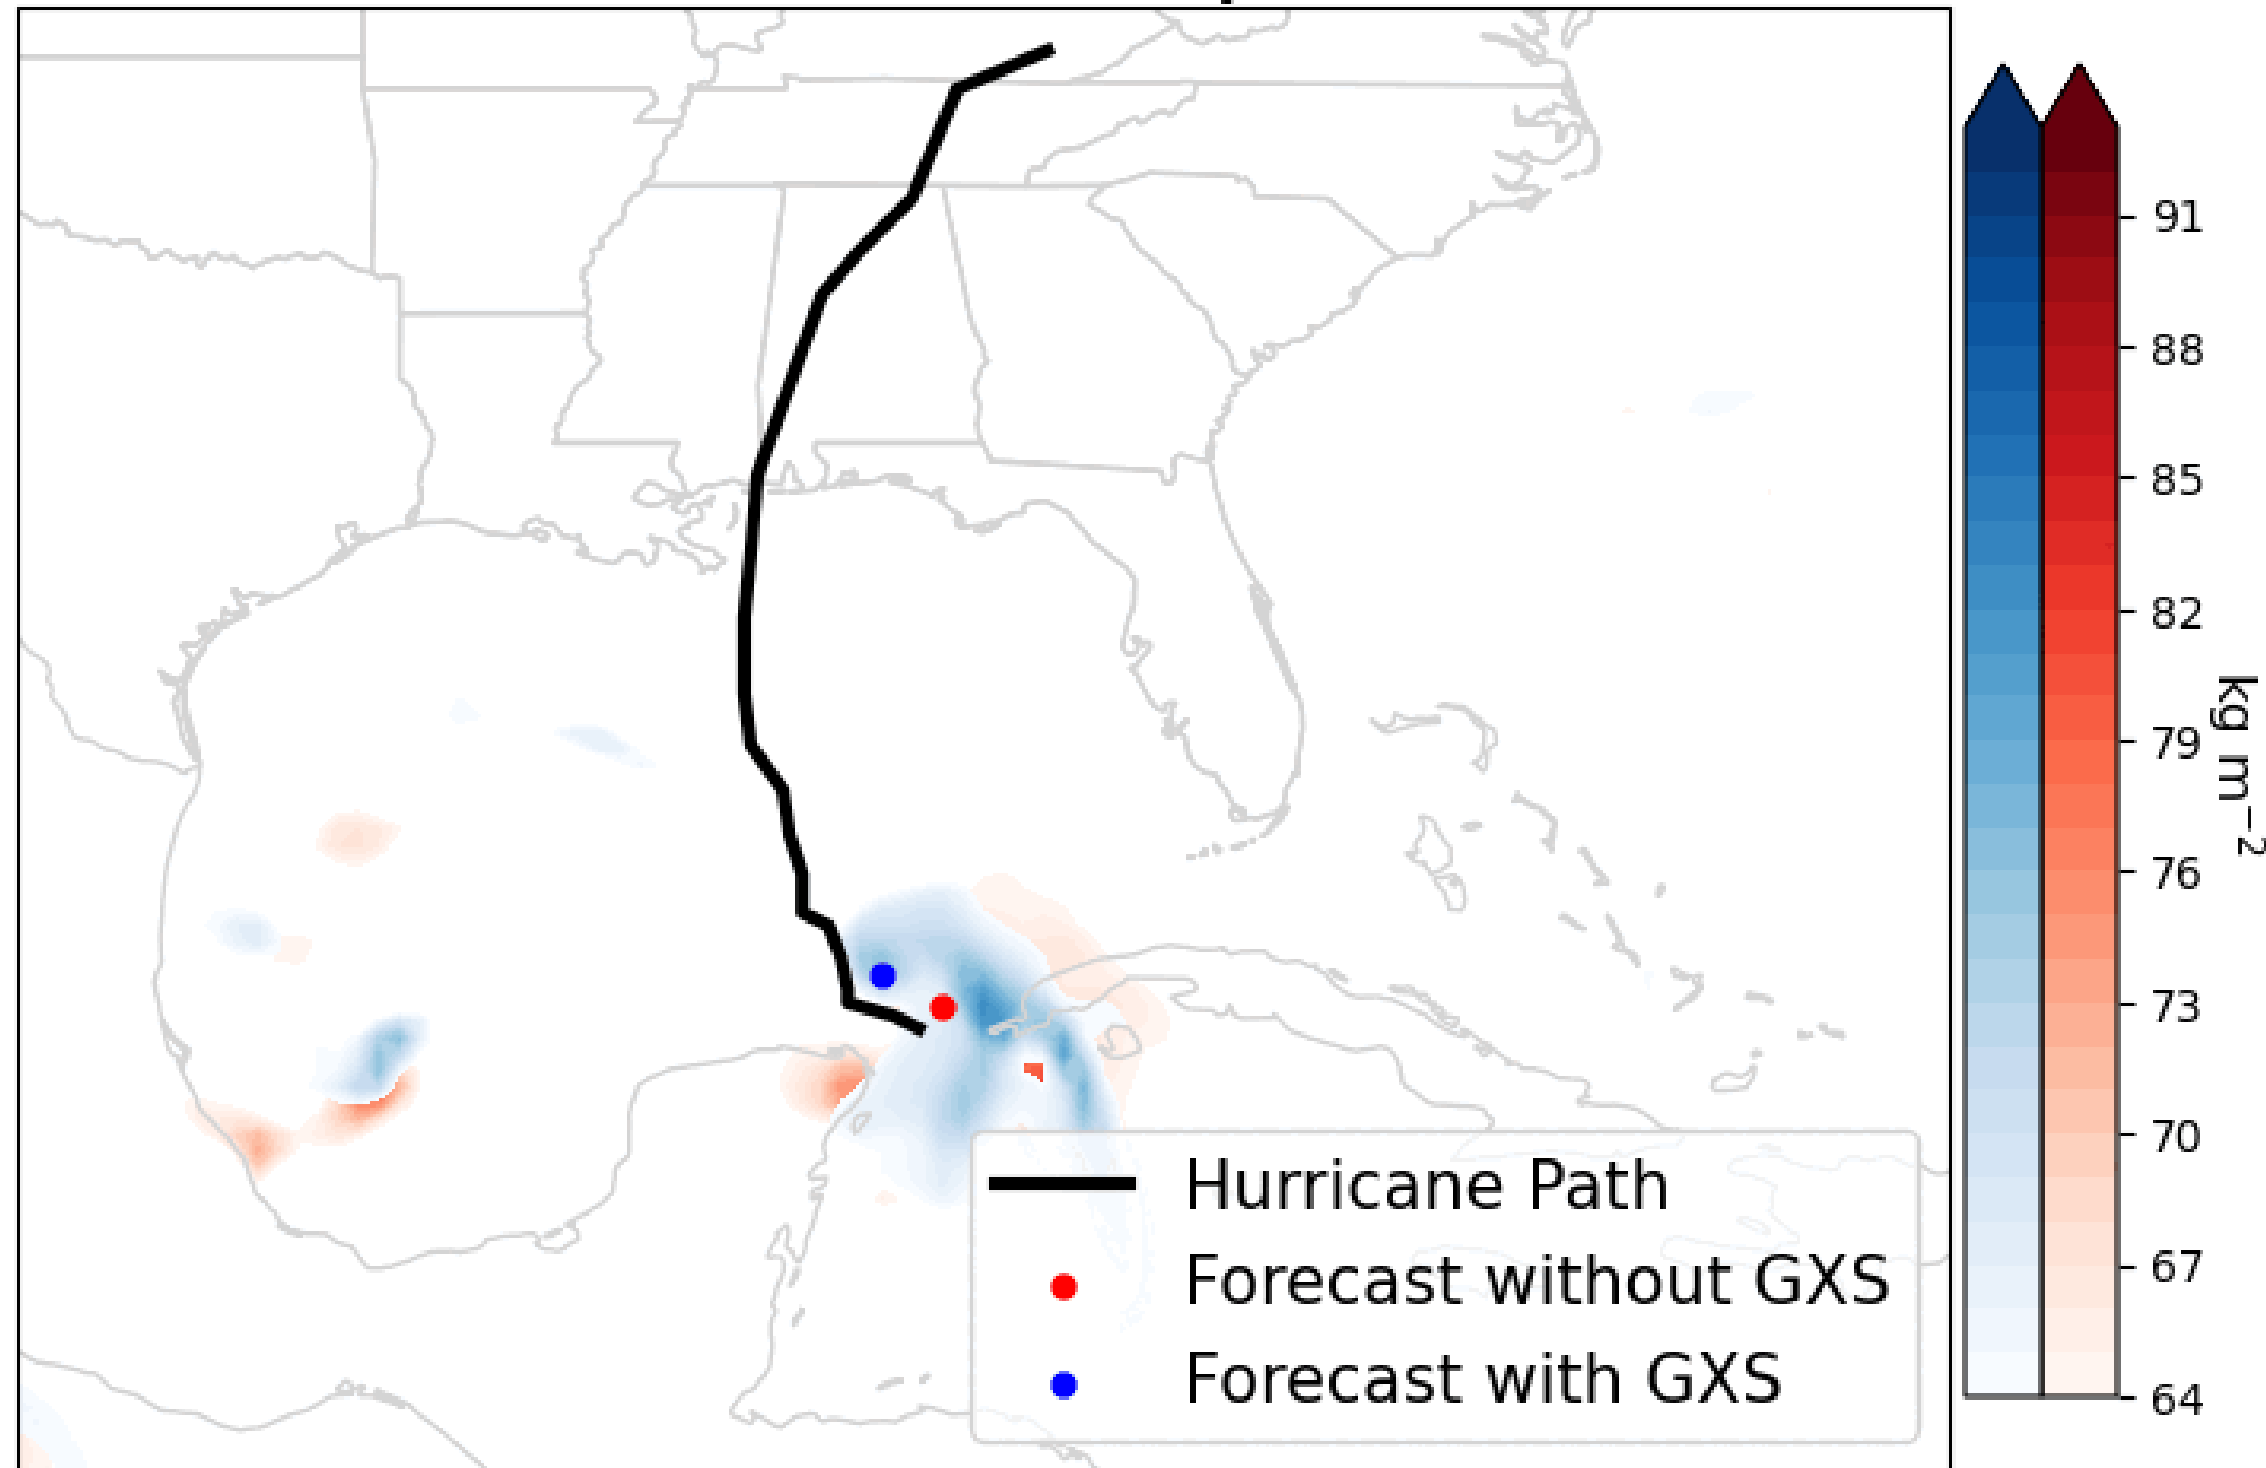 91
88
85
82
79
76
73
70
67
64
kg m⁻²
Hurricane Path
Forecast without GXS
Forecast with GXS